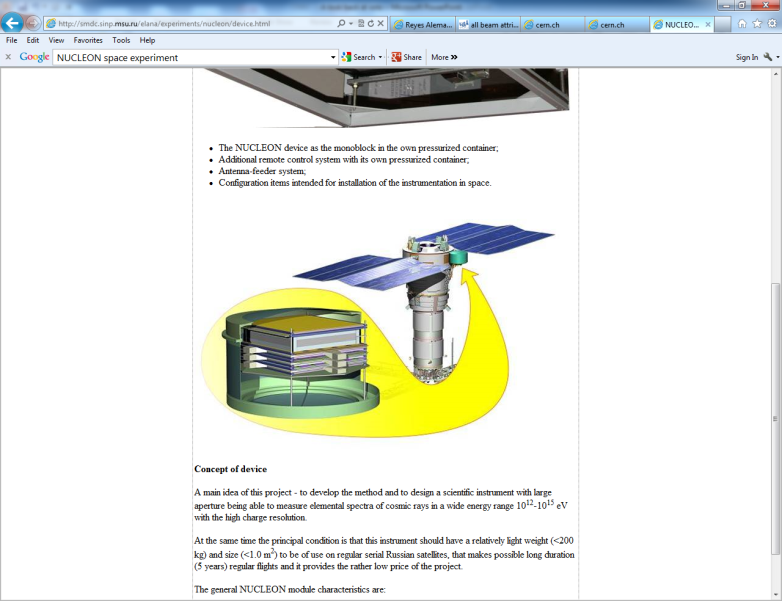 http://smdc.sinp.msu.ru/elana/experiments/nucleon/device.html
Reyes Alema...
all beam attri...
cern.ch
cern.ch
NUCLEO...
File Edit View Favorites Tools Help
Google NUCLEON space experiment Search Share More Sign In
The NUCLEON device as the monoblock in the own pressurized container;
Additional remote control system with its own pressurized container;
Antenna-feeder system;
Configuration items intended for installation of the instrumentation in space.
Concept of device
A main idea of this project - to develop the method and to design a scientific instrument with large
aperture being able to measure elemental spectra of cosmic rays in a wide energy range 10^12-10^15 eV
with the high charge resolution.
At the same time the principal condition is that this instrument should have a relatively light weight (<200
kg) and size (<1.0 m^2) to be of use on regular serial Russian satellites, that makes possible long duration
(5 years) regular flights and it provides the rather low price of the project.
The general NUCLEON module characteristics are: